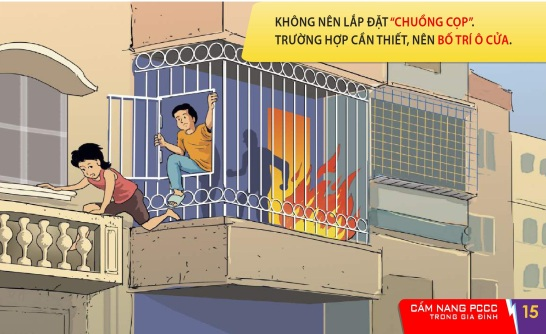 KHÔNG NÊN LẮP ĐẶT “CHUỒNG CỌP”.
TRƯỜNG HỢP CẦN THIẾT, NÊN BỐ TRÍ Ô CỬA.
CẨM NANG PCCC
TRONG GIA ĐÌNH
15